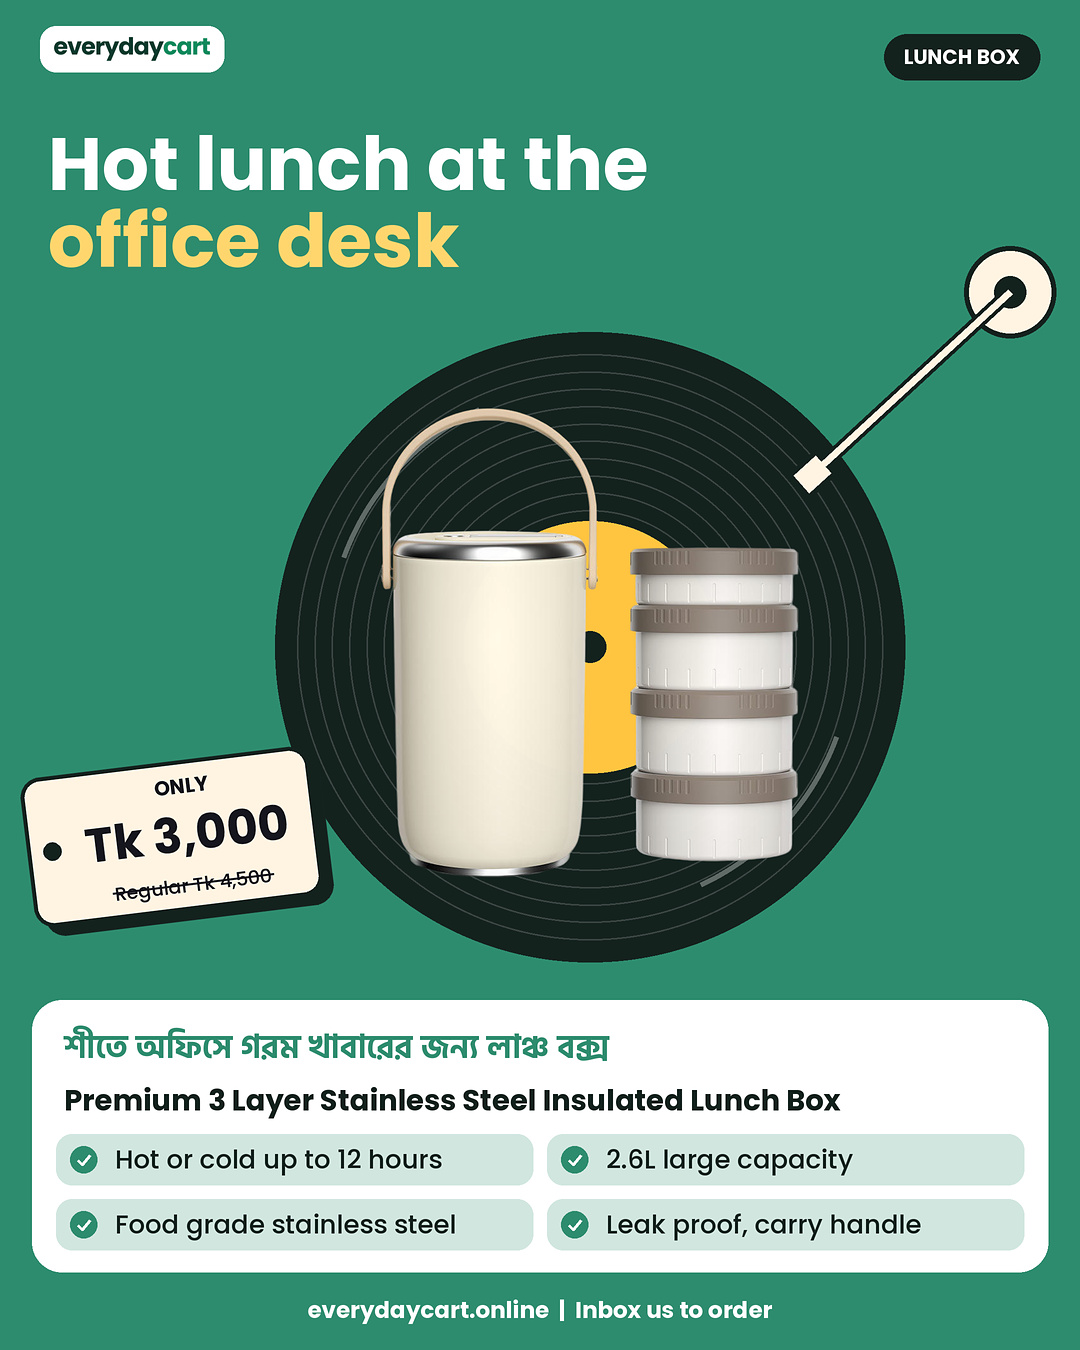 everydaycart
LUNCH BOX
Hot lunch at the
office desk
ONLY
Tk 3,000
Regular Tk 4,500
শীতে অফিসে গরম খাবারের জন্য লাঞ্চ বক্স
Premium 3 Layer Stainless Steel Insulated Lunch Box
Hot or cold up to 12 hours
2.6L large capacity
Food grade stainless steel
Leak proof, carry handle
everydaycart.online | Inbox us to order